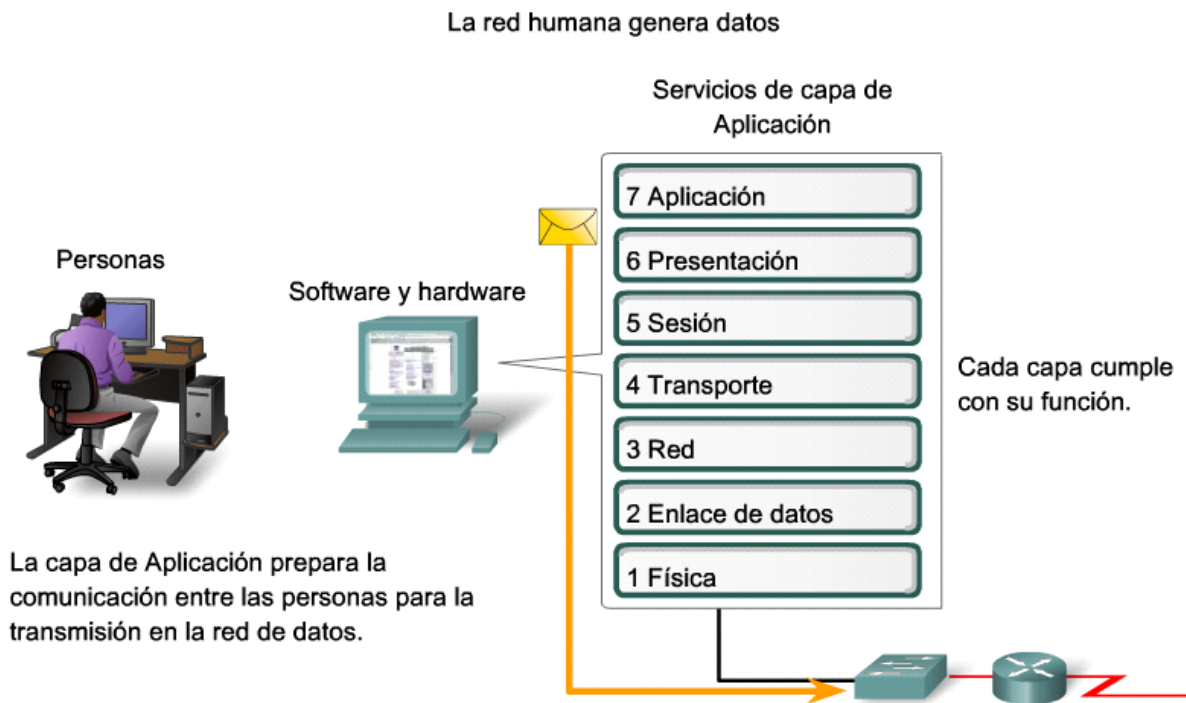 La red humana genera datos
Servicios de capa de
Aplicación
7 Aplicación
6 Presentación
5 Sesión
4 Transporte
3 Red
2 Enlace de datos
1 Física
Personas
Software y hardware
Cada capa cumple
con su función.
La capa de Aplicación prepara la
comunicación entre las personas para la
transmisión en la red de datos.